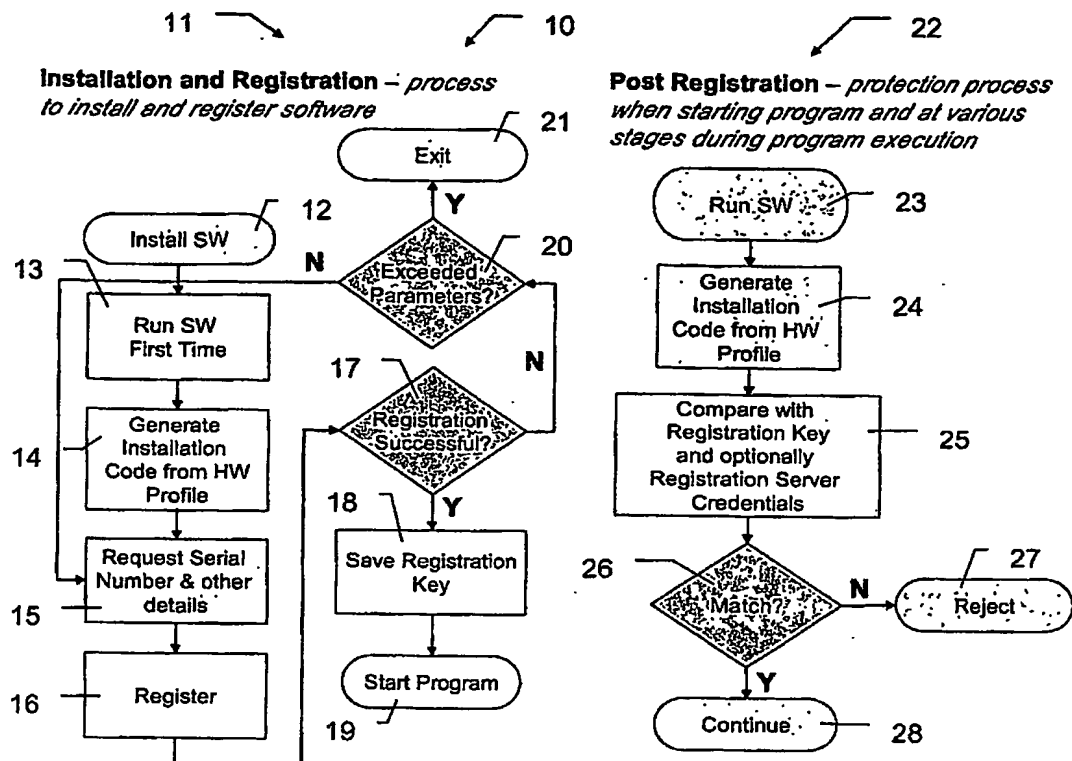 11
10
22
Installation and Registration – process
to install and register software
Post Registration – protection process
when starting program and at various
stages during program execution
21
Exit
Y
12
Install SW
13
N
20
Exceeded
Parameters?
Run SW
First Time
17
N
Registration
Successful?
14
Generate
Installation
Code from HW
Profile
Y
18
Request Serial
Number & other
details
15
Save Registration
Key
16
Register
Start Program
19
Run SW
23
Generate
Installation
Code from HW
Profile
24
Compare with
Registration Key
and optionally
Registration Server
Credentials
25
26
Match?
N
27
Reject
Y
Continue
28